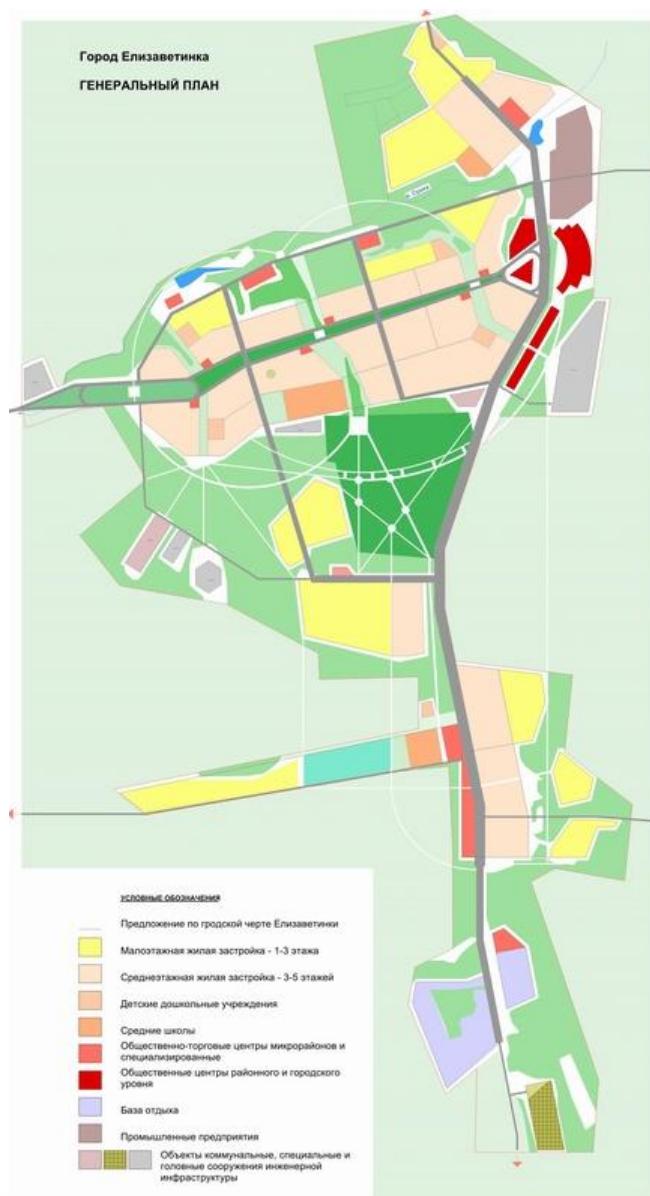 Город Елизаветинка
ГЕНЕРАЛЬНЫЙ ПЛАН
УСЛОВНЫЕ ОБОЗНАЧЕНИЯ
Предложение по гродской черте Елизаветинки
Малоэтажная жилая застройка - 1-3 этажа
Среднеэтажная жилая застройка - 3-5 этажей
Детские дошкольные учреждения
Средние школы
Общественно-торговые центры микрорайонов и
специализированные
Общественные центры районного и городского
уровня
База отдыха
Промышленные предприятия
Объекты коммунальные, специальные и
головные сооружения инженерной
инфраструктуры